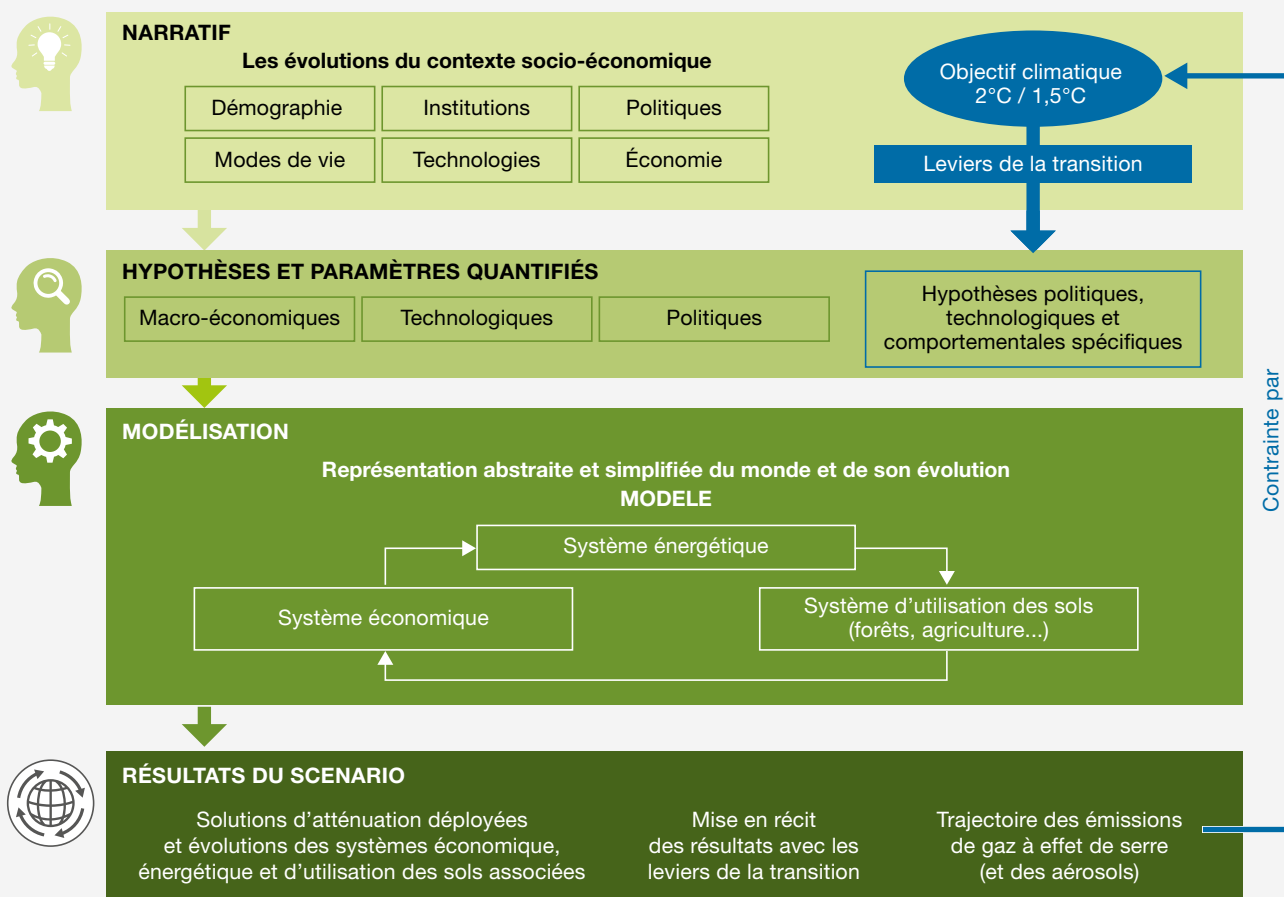 NARRATIF
Les évolutions du contexte socio-économique
Démographie
Institutions
Politiques
Modes de vie
Technologies
Économie
Objectif climatique
2°C / 1,5°C
Leviers de la transition
HYPOTHÈSES ET PARAMÈTRES QUANTIFIÉS
Macro-économiques
Technologiques
Politiques
Hypothèses politiques,
technologiques et
comportementales spécifiques
Contrainte par
MODÉLISATION
Représentation abstraite et simplifiée du monde et de son évolution
MODELE
Système énergétique
Système économique
Système d'utilisation des sols
(forêts, agriculture...)
RÉSULTATS DU SCENARIO
Solutions d'atténuation déployées
et évolutions des systèmes économique,
énergétique et d'utilisation des sols associées
Mise en récit
des résultats avec les
leviers de la transition
Trajectoire des émissions
de gaz à effet de serre
(et des aérosols)